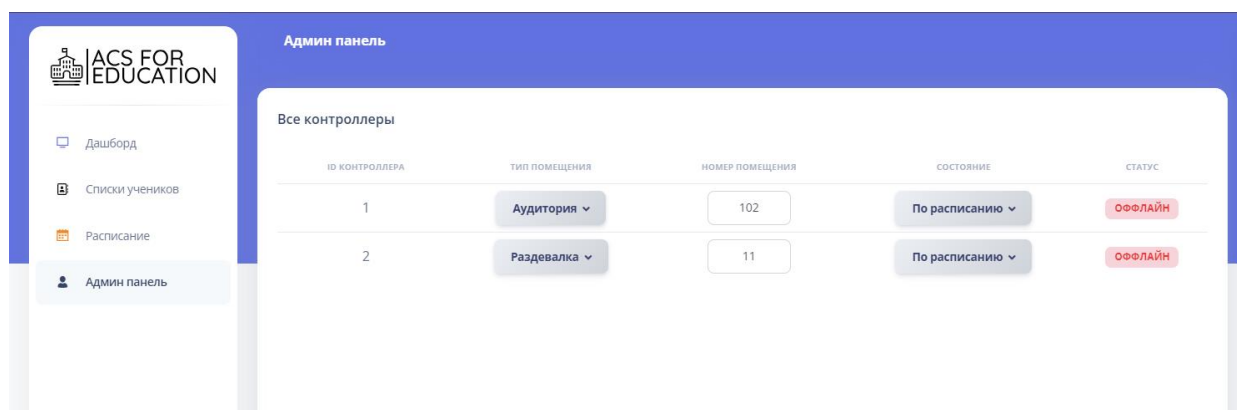 ACS FOR
EDUCATION
Админ панель
Дашборд
Списки учеников
Расписание
Админ панель
Все контроллеры
ID КОНТРОЛЛЕРА ТИП ПОМЕЩЕНИЯ НОМЕР ПОМЕЩЕНИЯ СОСТОЯНИЕ СТАТУС
1 Аудитория 102 По расписанию ОФФЛАЙН
2 Раздевалка 11 По расписанию ОФФЛАЙН